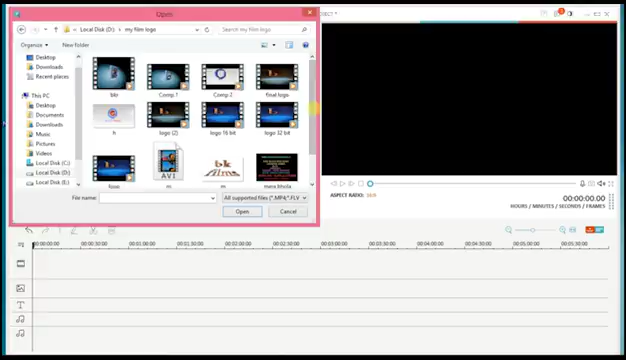 Open
Local Disk (D:) ▸ my film logo
Search my film logo
Organize
New folder
Desktop
Downloads
Recent places
This PC
Desktop
Documents
Downloads
Music
Pictures
Videos
Local Disk (C:)
Local Disk (D:)
Local Disk (E:)
Comp 1
Comp 2
final logo
h
logo (2)
logo 16 bit
logo 32 bit
AVI
bk
films
File name:
All supported files (*.MP4;*.FLV
Open
Cancel
ASPECT RATIO: 16:9
00:00:00.00
HOURS / MINUTES / SECONDS / FRAMES
00:00:00:00
00:00:30:00
00:01:00:00
00:01:30:00
00:02:00:00
00:02:30:00
00:03:00:00
00:03:30:00
00:04:00:00
00:04:30:00
00:05:00:00
00:05:30:00